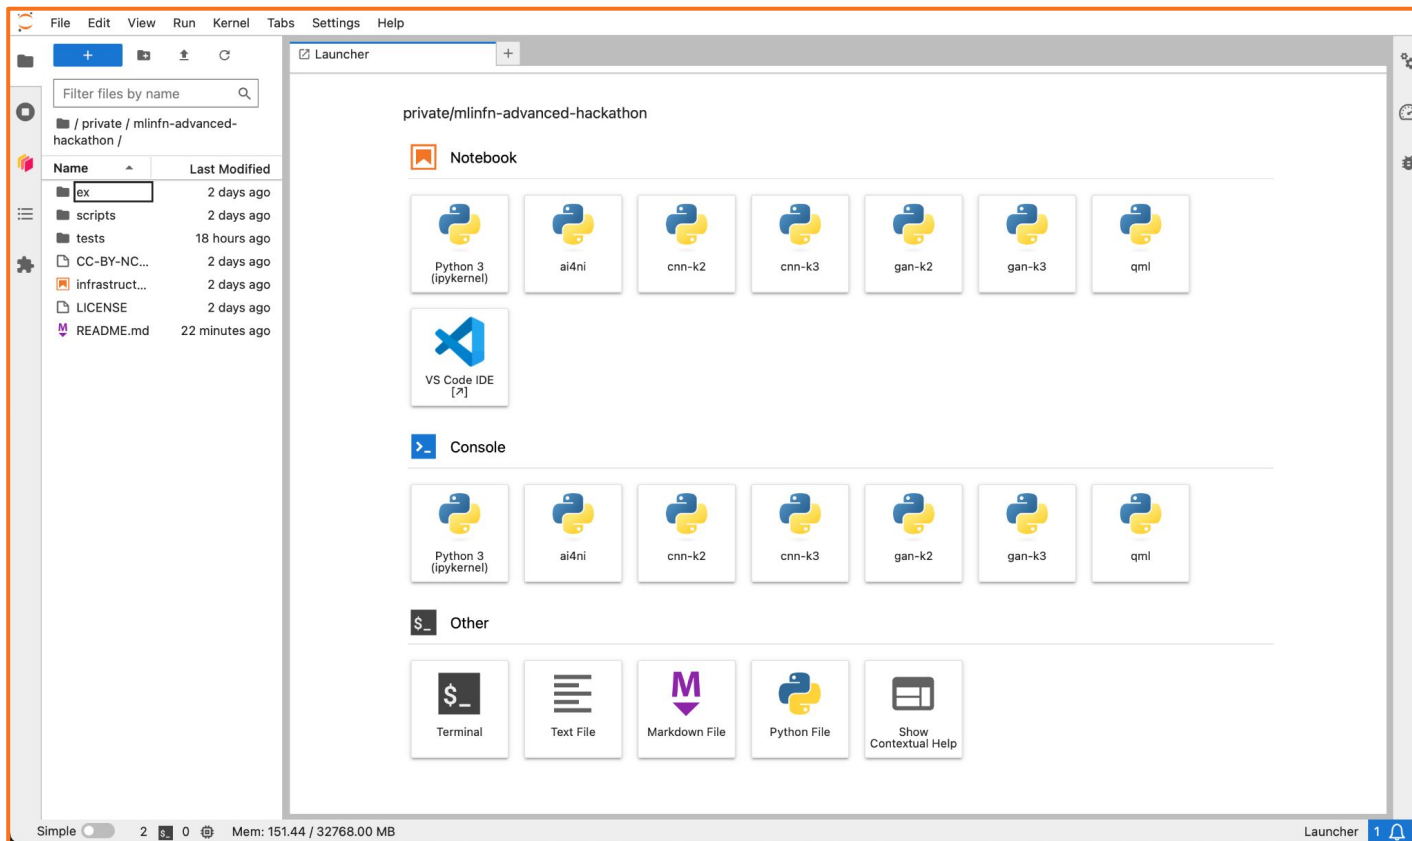 File Edit View Run Kernel Tabs Settings Help
+
Launcher
+
Filter files by name
/ private / mlinfn-advanced-
hackathon /
Name Last Modified
ex 2 days ago
scripts 2 days ago
tests 18 hours ago
CC-BY-NC... 2 days ago
infrastruct... 2 days ago
LICENSE 2 days ago
README.md 22 minutes ago
private/mlinfn-advanced-hackathon
Notebook
Python 3
(ipykernel)
ai4ni
cnn-k2
cnn-k3
gan-k2
gan-k3
qml
VS Code IDE
[↗]
Console
Python 3
(ipykernel)
ai4ni
cnn-k2
cnn-k3
gan-k2
gan-k3
qml
$_ Other
$_
Terminal
Text File
M
Markdown File
Python File
Show
Contextual Help
Simple 2 $_ 0 Mem: 151.44 / 32768.00 MB Launcher 1